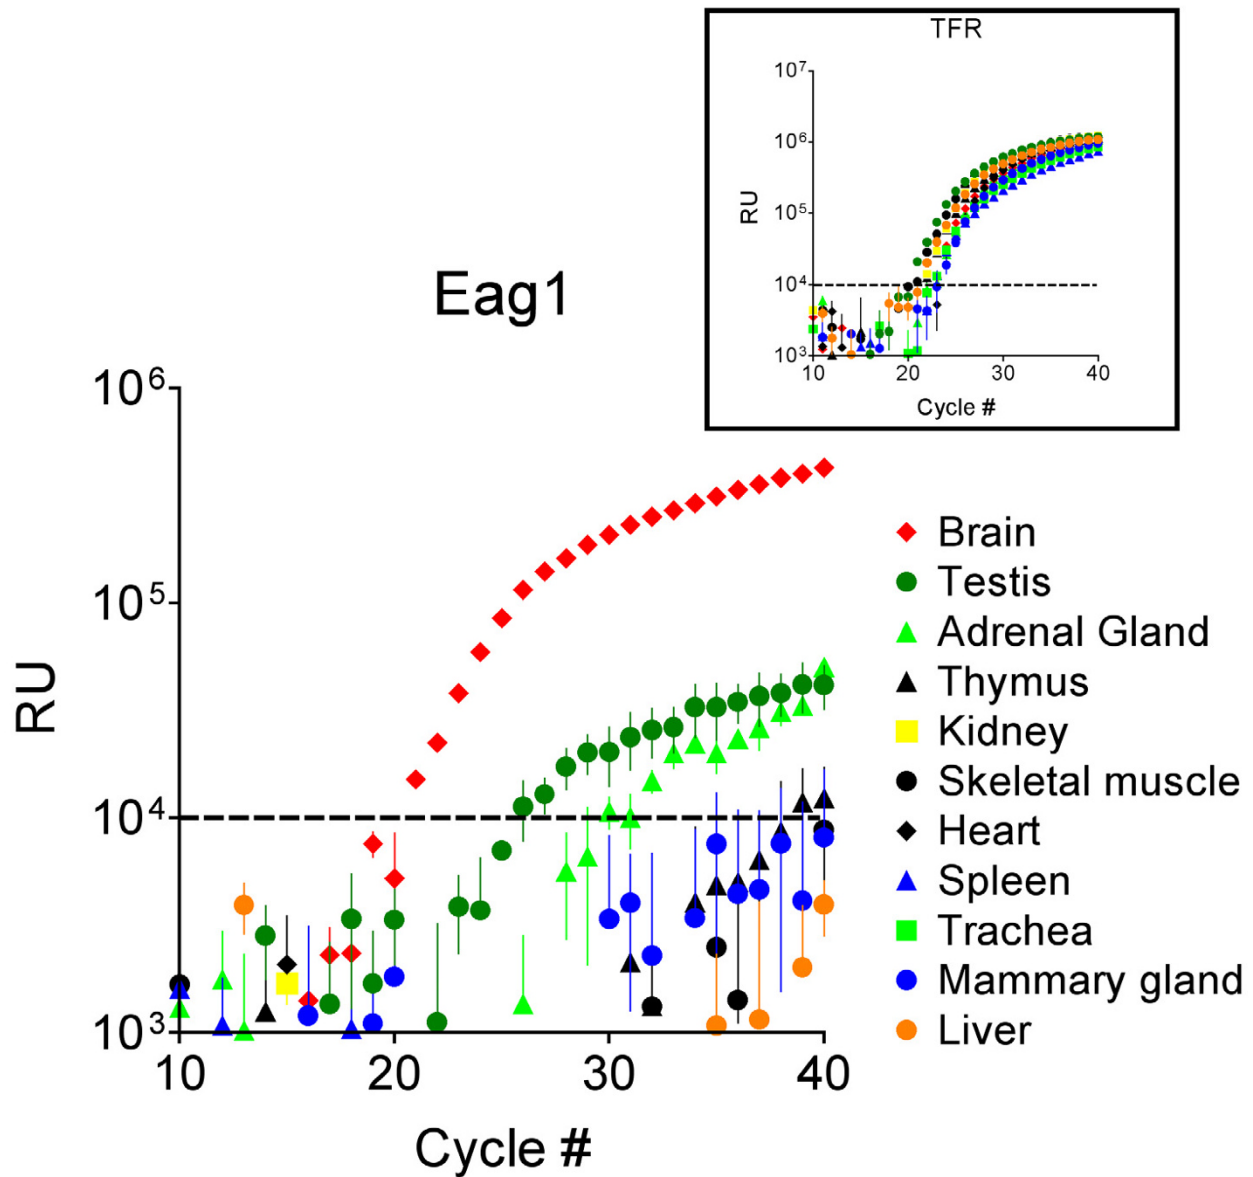 TFR
10⁷
10⁶
10⁵
10⁴
10³
RU
10 20 30 40
Cycle #
Eag1
10⁶
10⁵
10⁴
10³
RU
10 20 30 40
Cycle #
Brain
Testis
Adrenal Gland
Thymus
Kidney
Skeletal muscle
Heart
Spleen
Trachea
Mammary gland
Liver